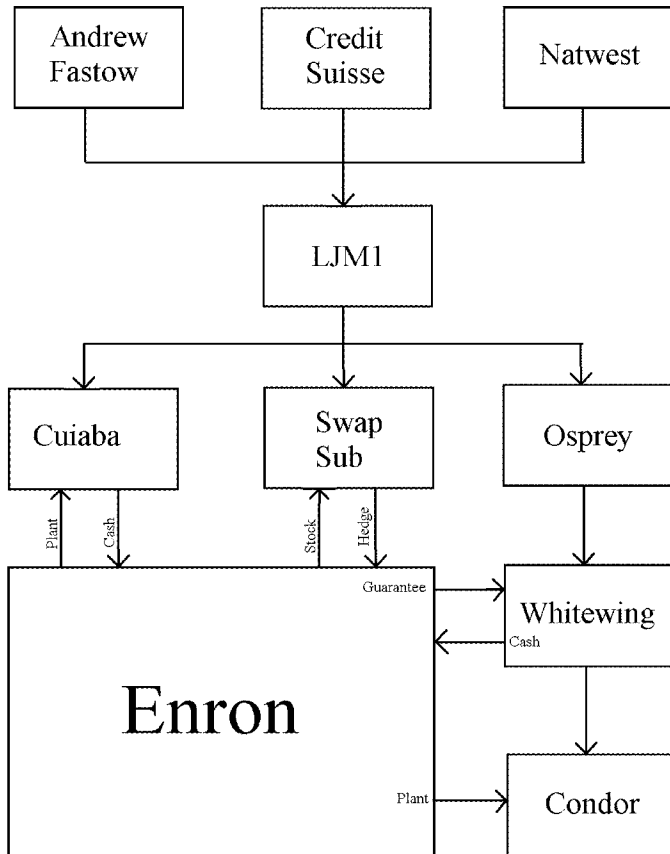 Andrew
Fastow
Credit
Suisse
Natwest
LJM1
Cuiaba
Swap
Sub
Osprey
Plant
Cash
Stock
Hedge
Guarantee
Whitewing
Cash
Enron
Plant
Condor